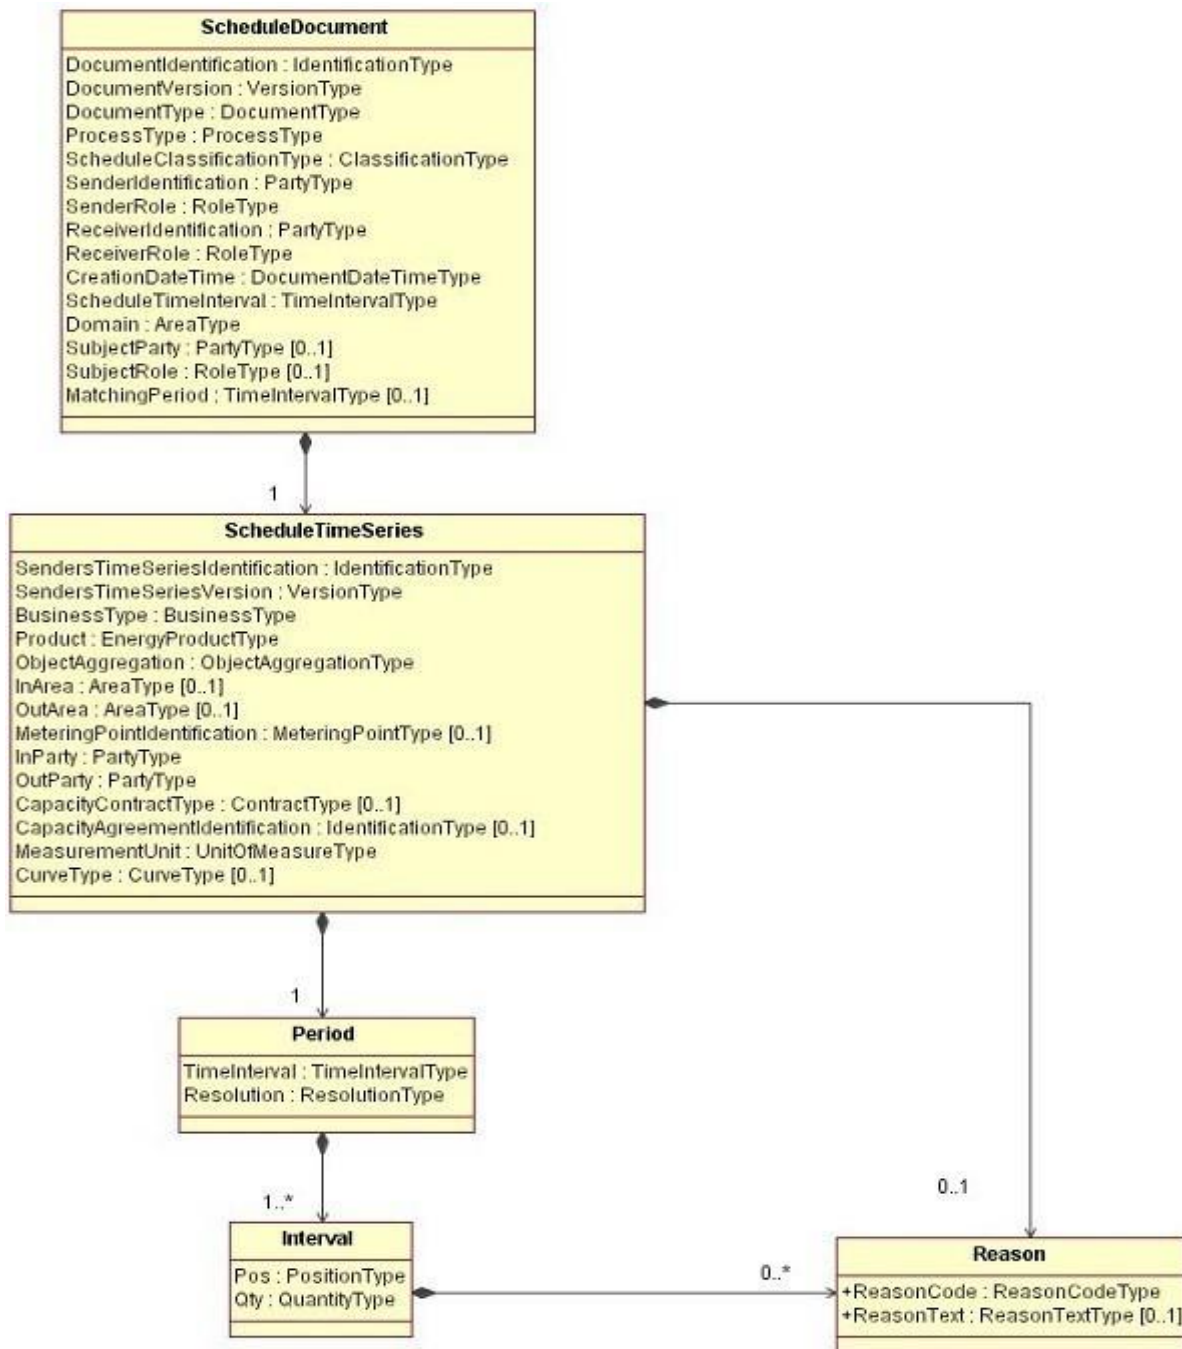 ScheduleDocument
DocumentIdentification : IdentificationType
DocumentVersion : VersionType
DocumentType : DocumentType
ProcessType : ProcessType
ScheduleClassificationType : ClassificationType
SenderIdentification : PartyType
SenderRole : RoleType
ReceiverIdentification : PartyType
ReceiverRole : RoleType
CreationDateTime : DocumentDateTimeType
ScheduleTimeInterval : TimeIntervalType
Domain : AreaType
SubjectParty : PartyType [0..1]
SubjectRole : RoleType [0..1]
MatchingPeriod : TimeIntervalType [0..1]
1
ScheduleTimeSeries
SendersTimeSeriesIdentification : IdentificationType
SendersTimeSeriesVersion : VersionType
BusinessType : BusinessType
Product : EnergyProductType
ObjectAggregation : ObjectAggregationType
InArea : AreaType [0..1]
OutArea : AreaType [0..1]
MeteringPointIdentification : MeteringPointType [0..1]
InParty : PartyType
OutParty : PartyType
CapacityContractType : ContractType [0..1]
CapacityAgreementIdentification : IdentificationType [0..1]
MeasurementUnit : UnitOfMeasureType
CurveType : CurveType [0..1]
1
Period
TimeInterval : TimeIntervalType
Resolution : ResolutionType
1..*
0..1
Interval
Pos : PositionType
Qty : QuantityType
0..*
Reason
+ReasonCode : ReasonCodeType
+ReasonText : ReasonTextType [0..1]